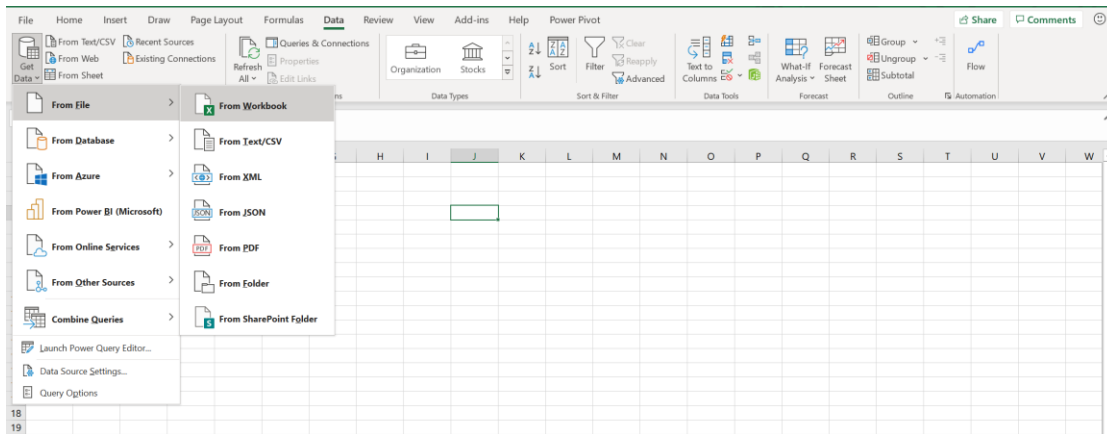 File Home Insert Draw Page Layout Formulas Data Review View Add-ins Help Power Pivot Share Comments
From Text/CSV Recent Sources Queries & Connections Clear Group
From Web Existing Connections Properties Reapply Ungroup
From Sheet Edit Links Advanced Subtotal
Get Data Refresh All Organization Stocks Sort Filter Text to Columns What-If Analysis Forecast Sheet Flow
Data Types Sort & Filter Data Tools Forecast Outline Automation
From File From Workbook
From Database From Text/CSV
From Azure From XML
From Power BI (Microsoft) JSON From JSON
From Online Services PDF From PDF
From Other Sources From Folder
Combine Queries From SharePoint Folder
Launch Power Query Editor...
Data Source Settings...
Query Options
H I J K L M N O P Q R S T U V W
18
19